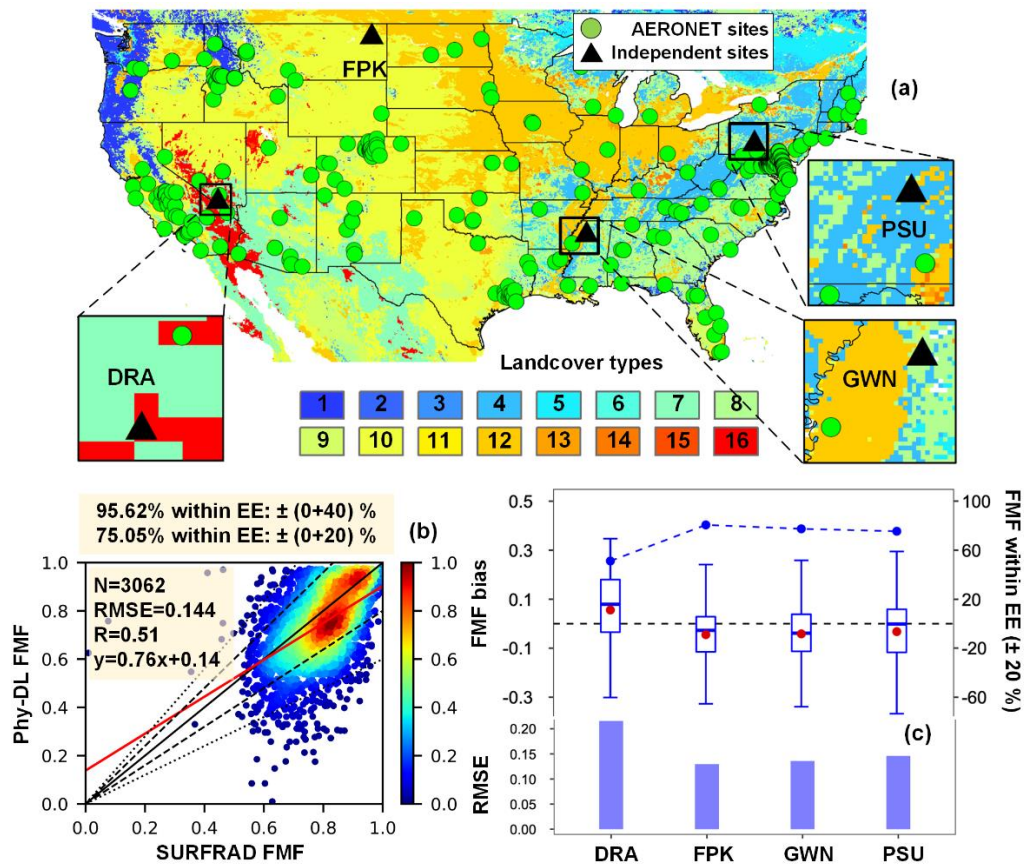 AERONET sites
Independent sites
FPK
(a)
PSU
DRA
GWN
Landcover types
1 2 3 4 5 6 7 8
9 10 11 12 13 14 15 16
95.62% within EE: ± (0+40) %
75.05% within EE: ± (0+20) %
(b)
N=3062
RMSE=0.144
R=0.51
y=0.76x+0.14
Phy-DL FMF
1.0
0.8
0.6
0.4
0.2
0.0
0.0 0.2 0.4 0.6 0.8 1.0
SURFRAD FMF
1.0
0.8
0.6
0.4
0.2
0.0
FMF bias
0.5
0.3
0.1
-0.1
-0.3
100
60
20
-20
-60
FMF within EE (± 20 %)
(c)
RMSE
0.20
0.15
0.10
0.05
0.00
DRA FPK GWN PSU